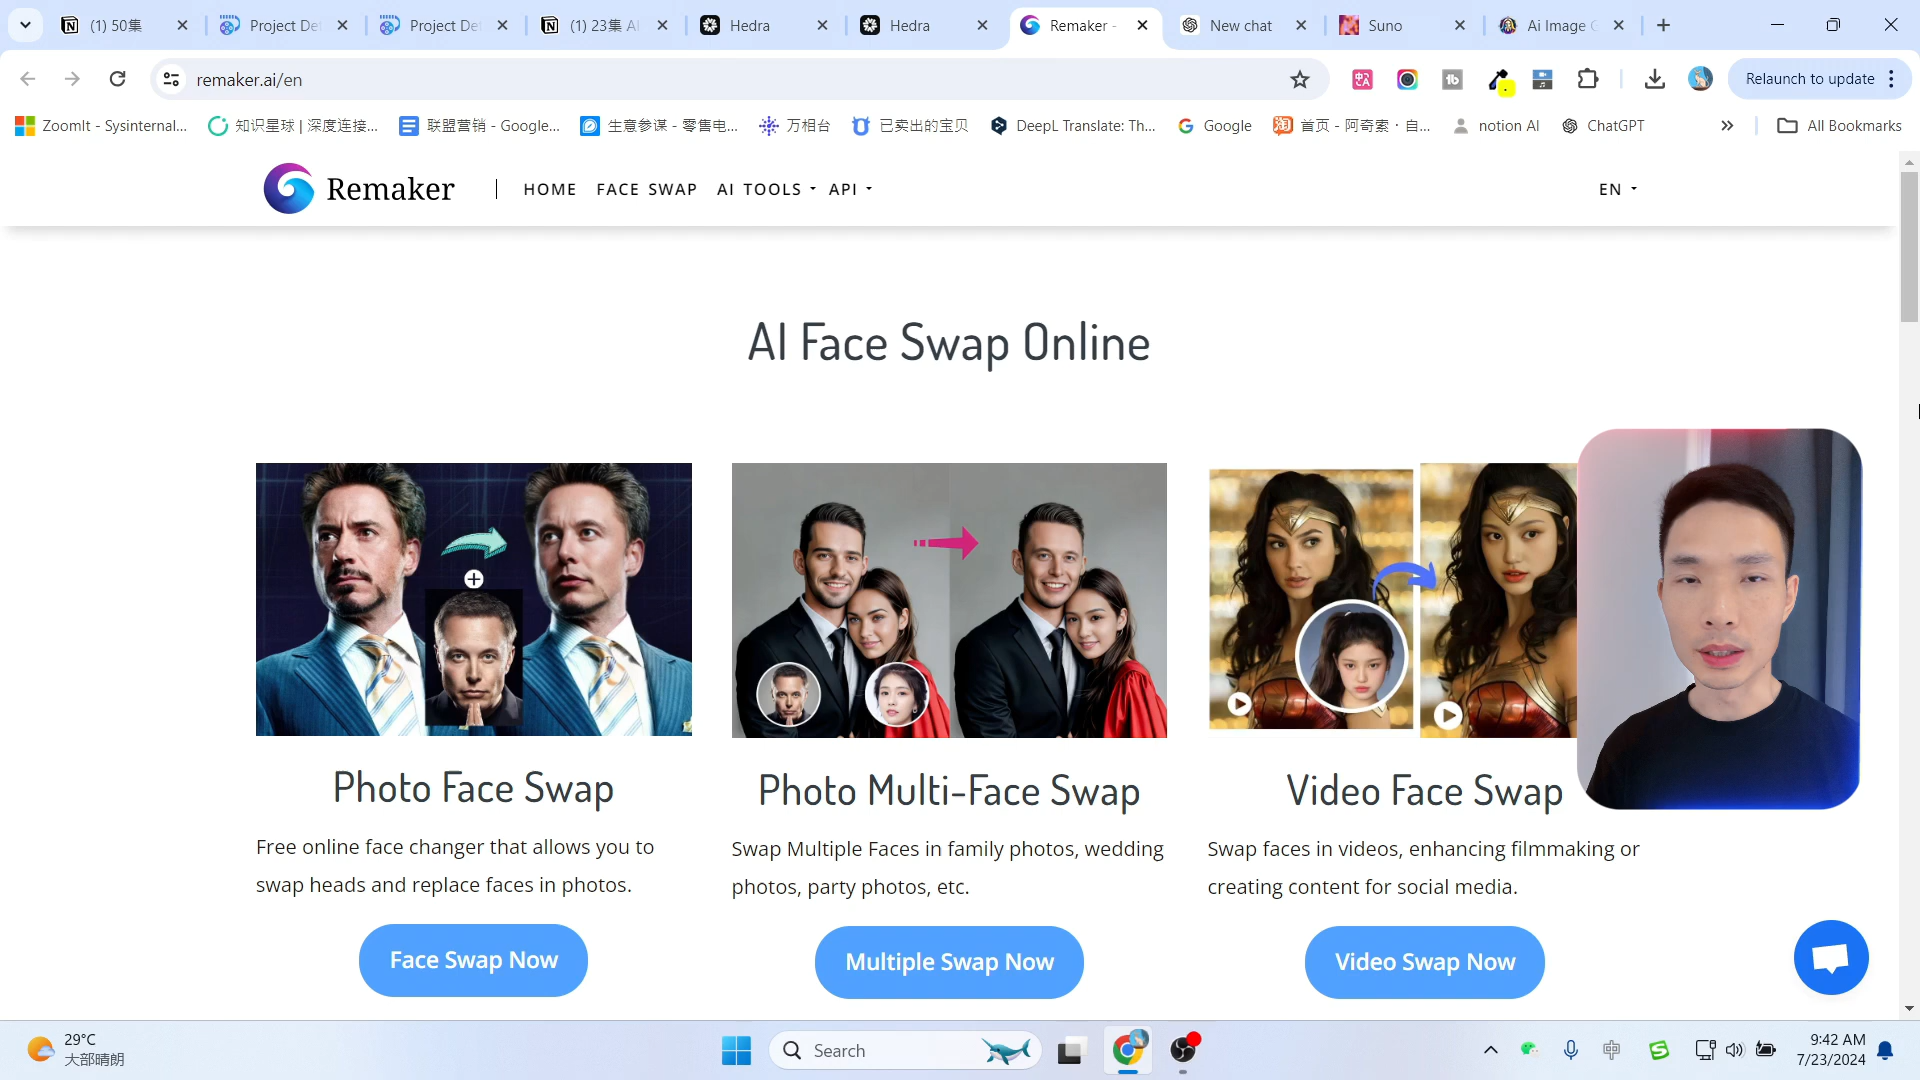 (1) 50集
Project De
Project De
(1) 23集 AI
Hedra
Hedra
Remaker -
New chat
Suno
Ai Image G
remaker.ai/en
Relaunch to update
ZoomIt - Sysinternal...
知识星球 | 深度连接...
联盟营销 - Google...
生意参谋 - 零售电...
万相台
已卖出的宝贝
DeepL Translate: Th...
Google
首页 - 阿奇索 · 自...
notion AI
ChatGPT
All Bookmarks
Remaker
HOME
FACE SWAP
AI TOOLS
API
EN
AI Face Swap Online
Photo Face Swap
Free online face changer that allows you to
swap heads and replace faces in photos.
Face Swap Now
Photo Multi-Face Swap
Swap Multiple Faces in family photos, wedding
photos, party photos, etc.
Multiple Swap Now
Video Face Swap
Swap faces in videos, enhancing filmmaking or
creating content for social media.
Video Swap Now
29°C
大部晴朗
Search
中
9:42 AM
7/23/2024